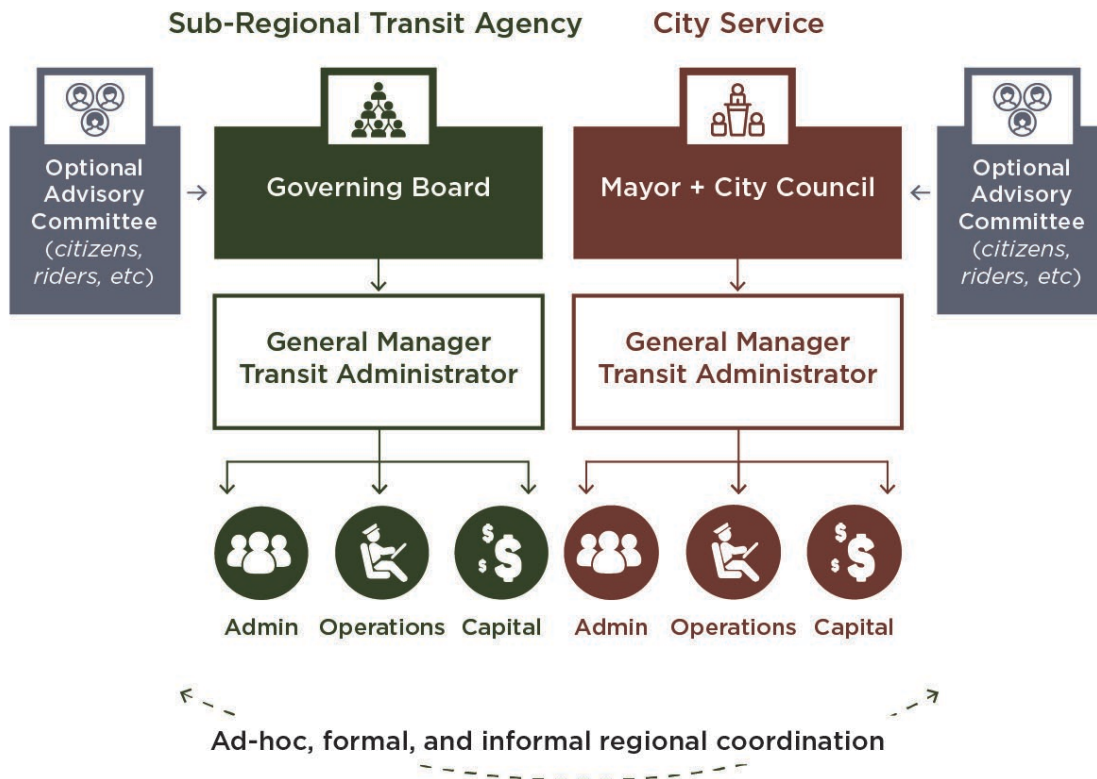 Sub-Regional Transit Agency
City Service
Optional
Advisory
Committee
(citizens,
riders, etc)
Governing Board
Mayor + City Council
Optional
Advisory
Committee
(citizens,
riders, etc)
General Manager
Transit Administrator
General Manager
Transit Administrator
$
$
$
$
$
$
Admin
Operations
Capital
Admin
Operations
Capital
Ad-hoc, formal, and informal regional coordination